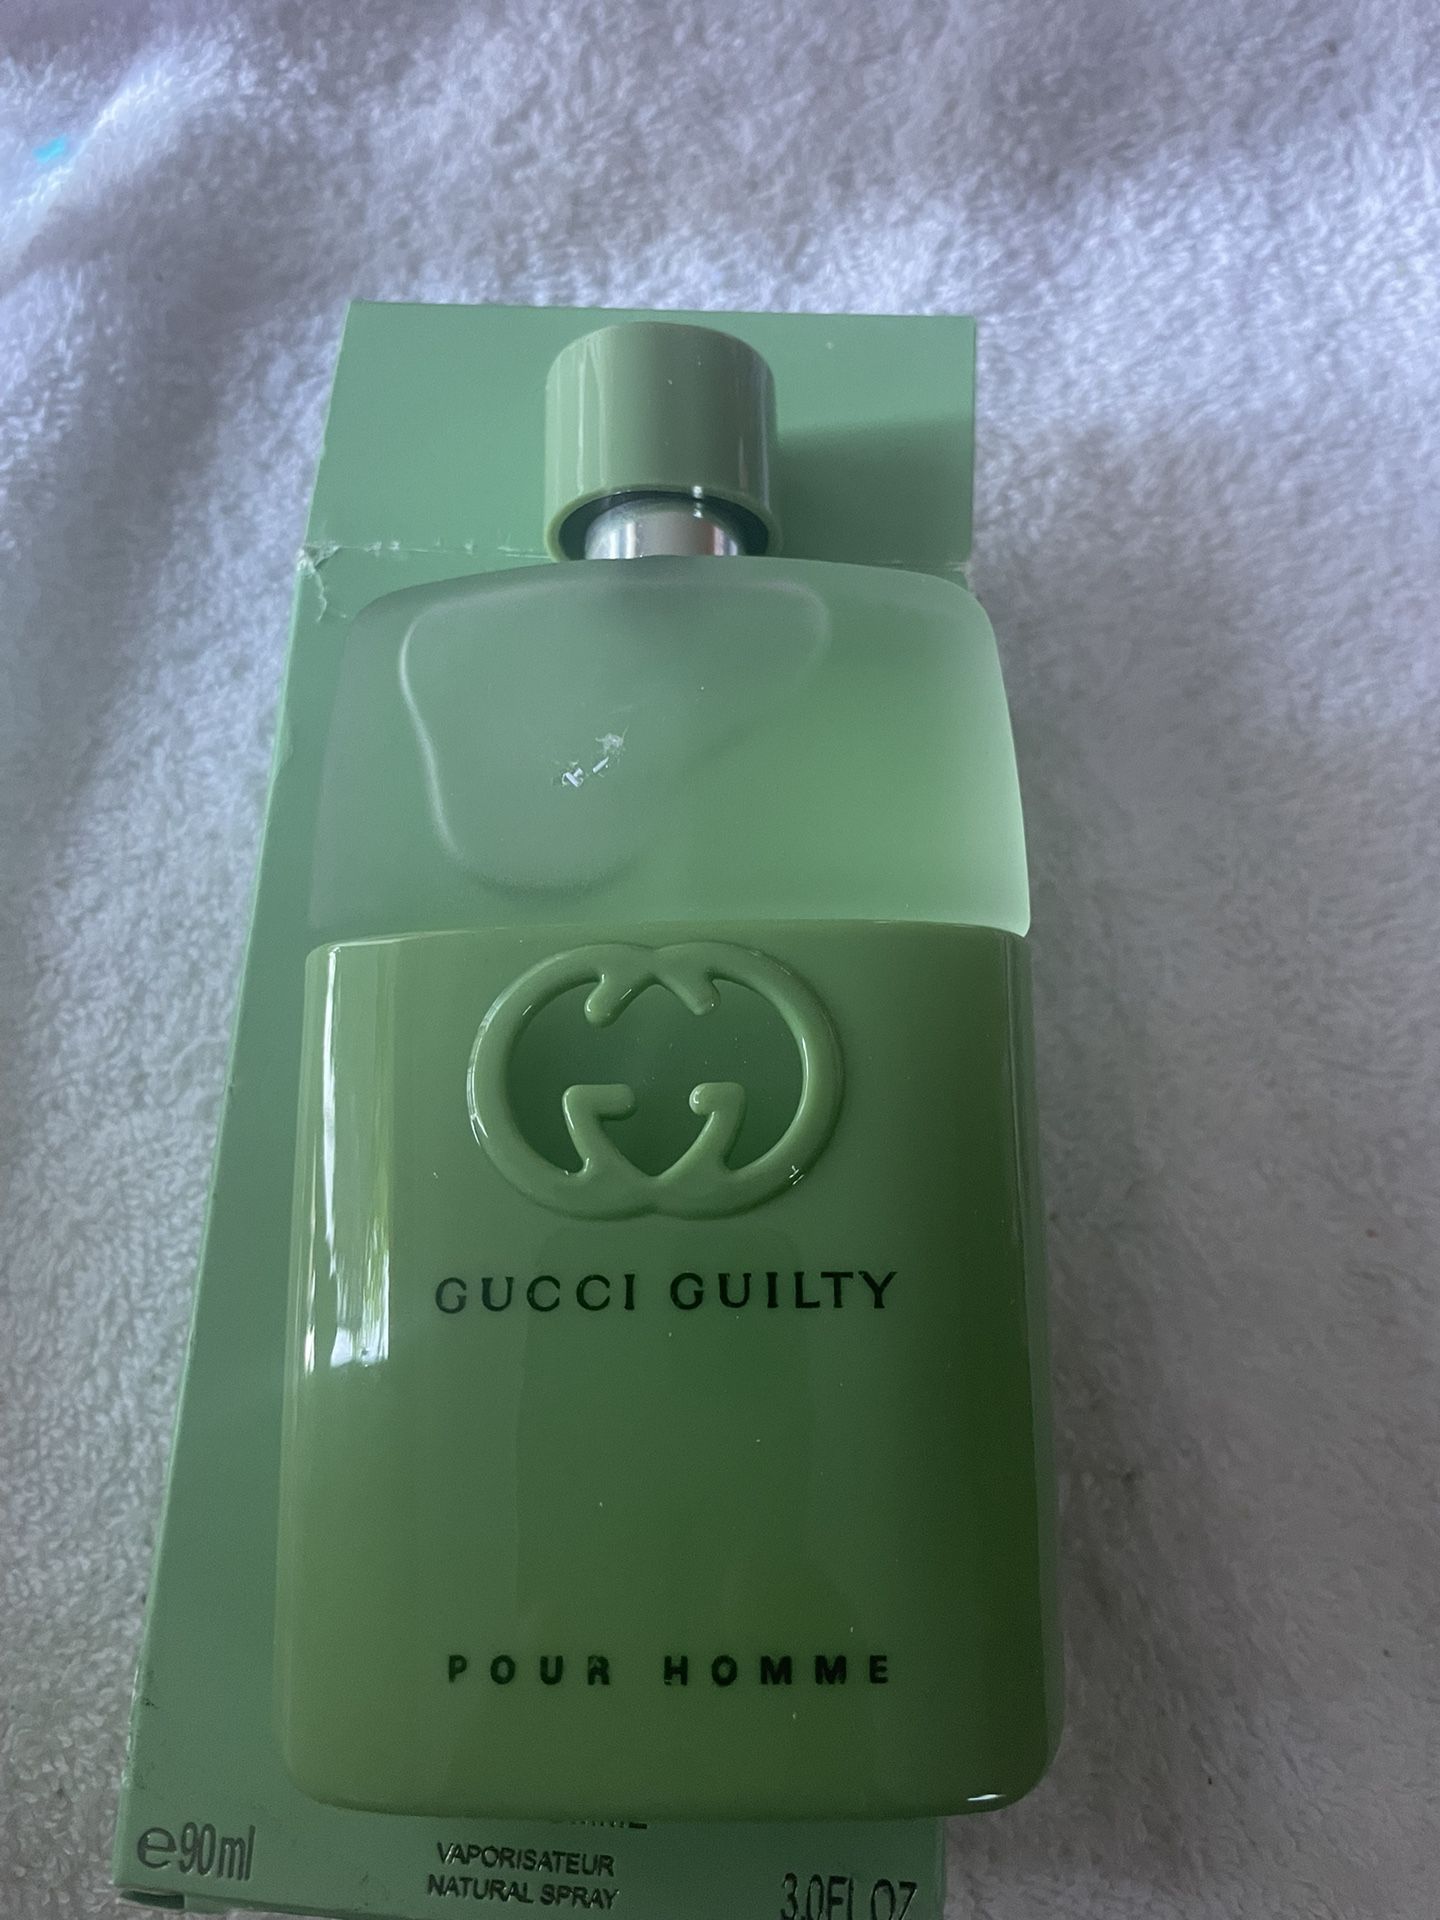 GUCCI GUILTY
POUR HOMME
e90ml
VAPORISATEUR
NATURAL SPRAY
3.0FL OZ